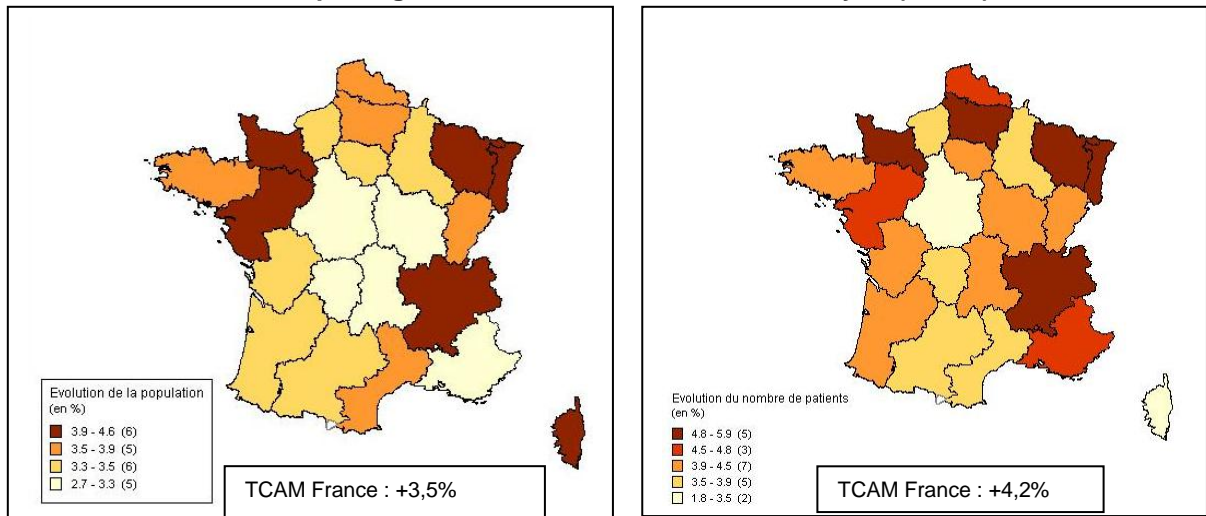 Evolution de la population
(en %)
3.9 - 4.6 (6)
3.5 - 3.9 (5)
3.3 - 3.5 (6)
2.7 - 3.3 (5)
TCAM France : +3,5%
Evolution du nombre de patients
(en %)
4.8 - 5.9 (5)
4.5 - 4.8 (3)
3.9 - 4.5 (7)
3.5 - 3.9 (5)
1.8 - 3.5 (2)
TCAM France : +4,2%